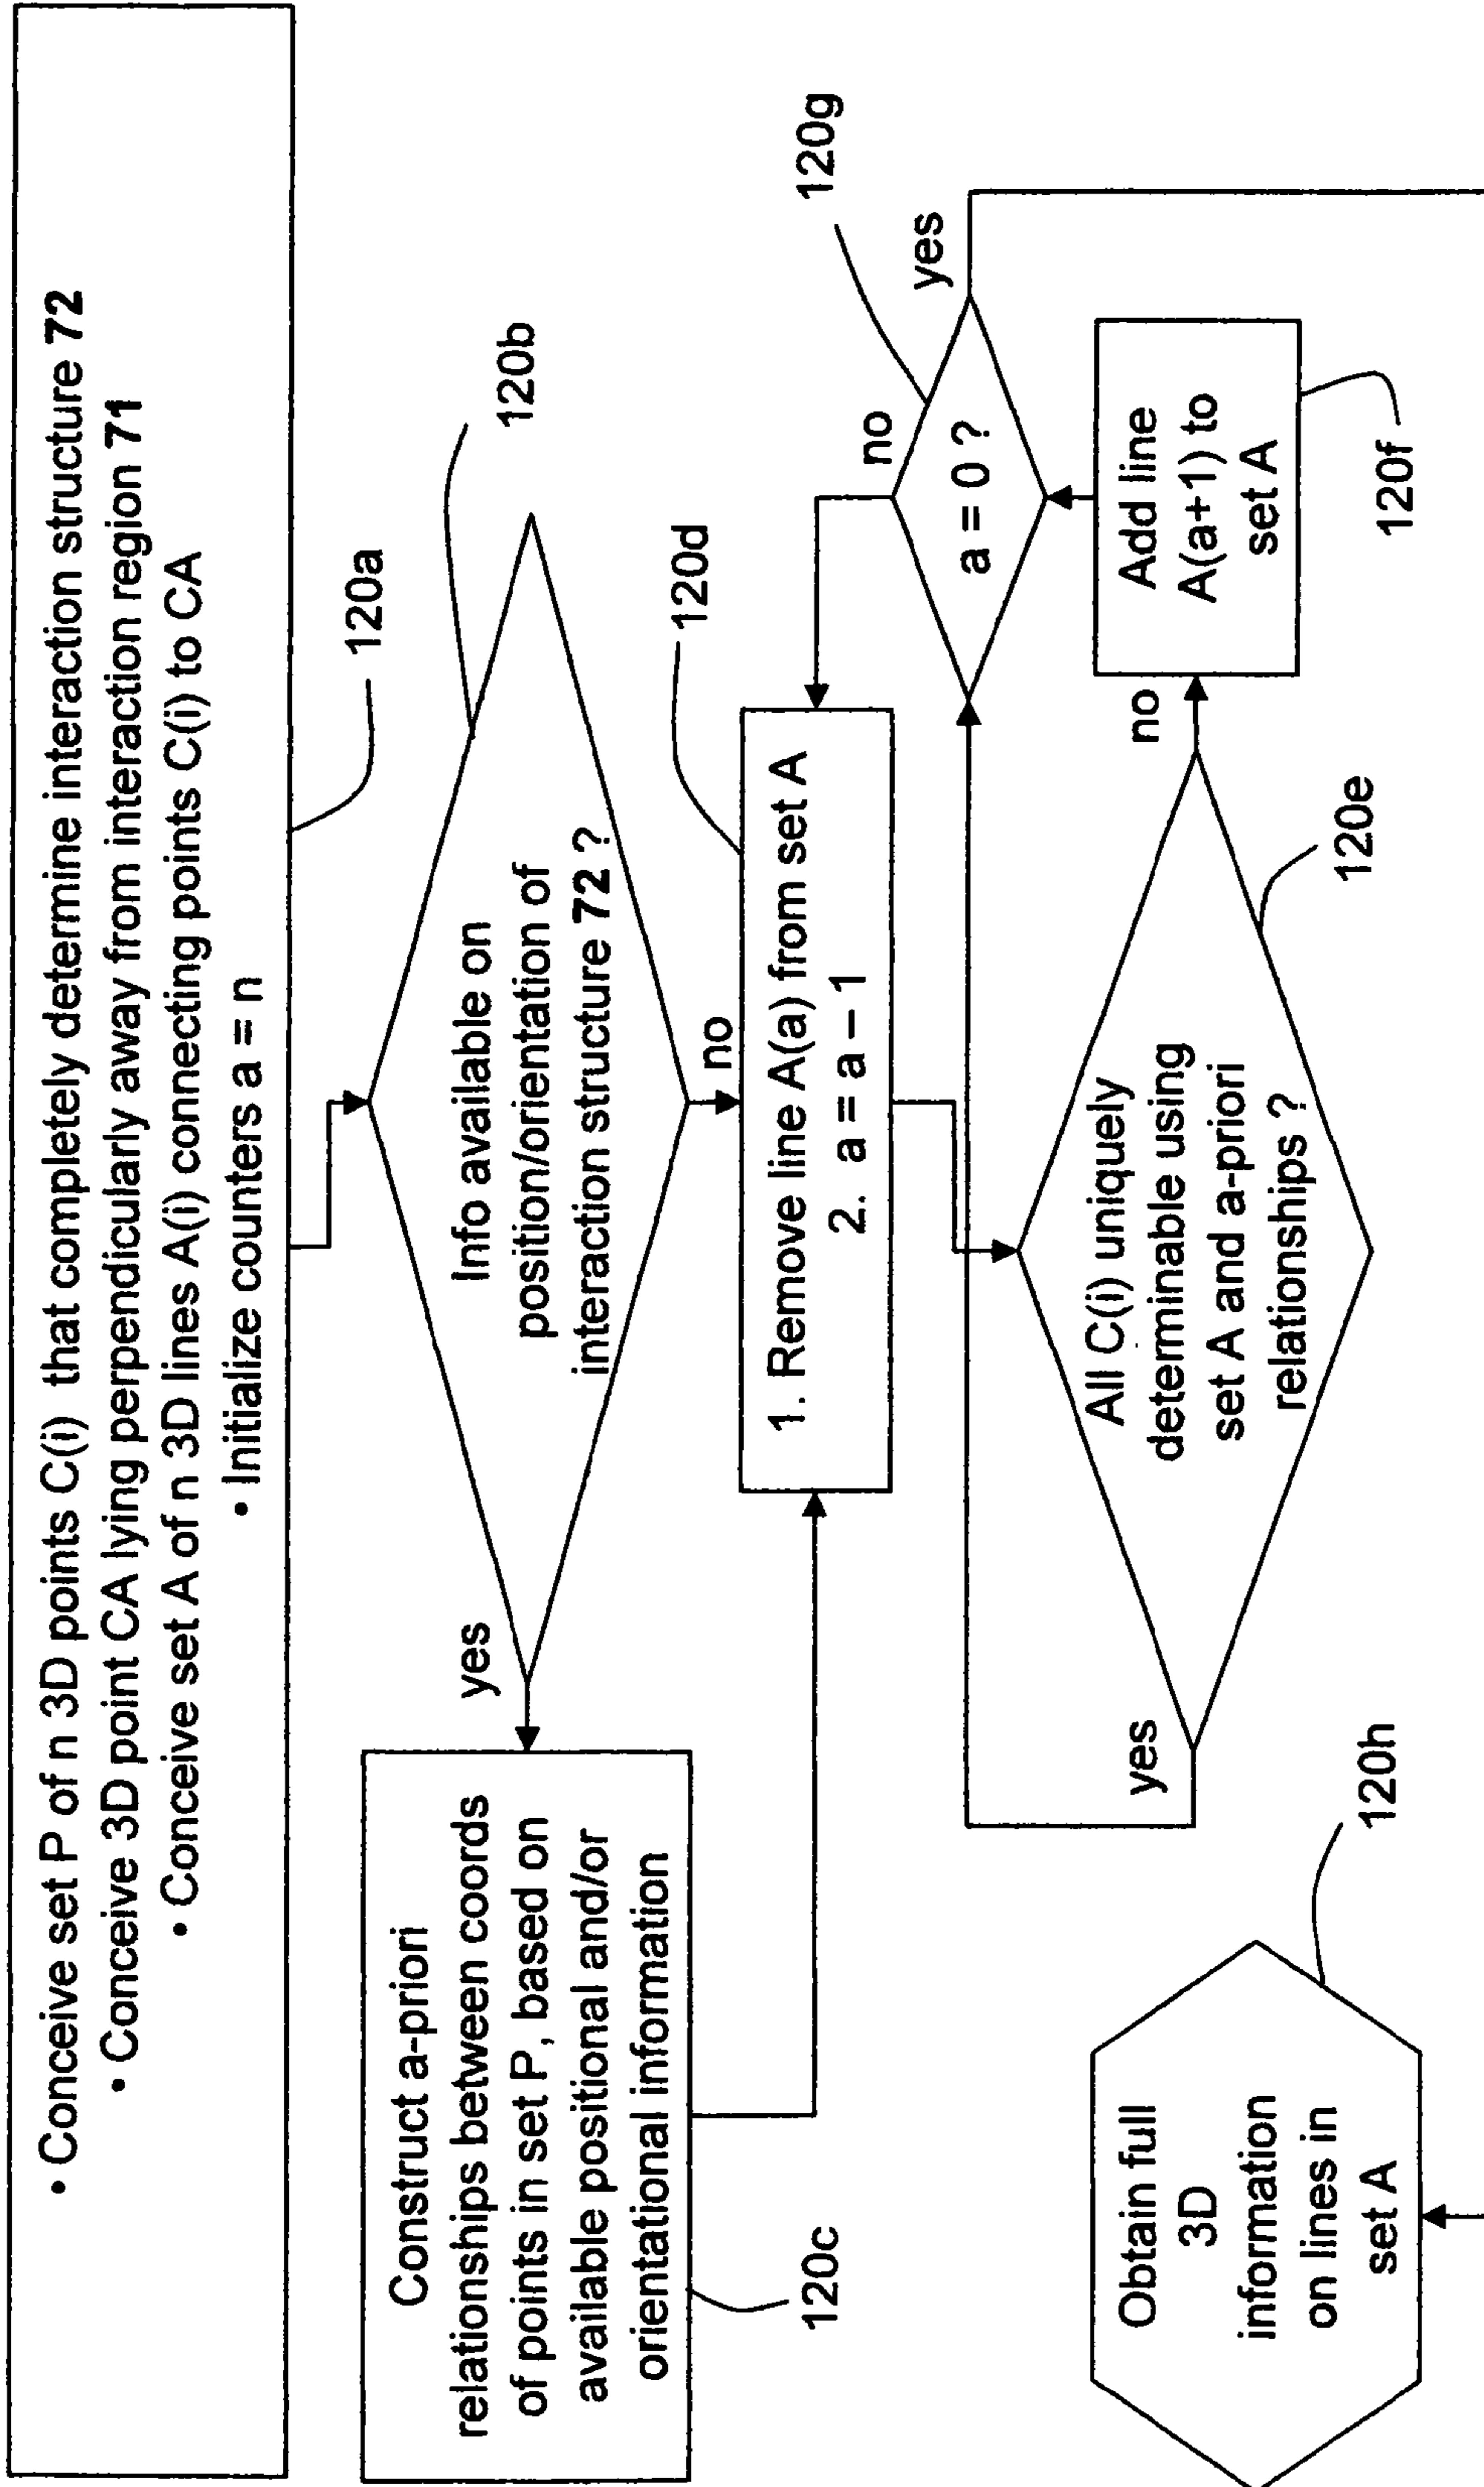 • Conceive set P of n 3D points C(i) that completely determine interaction structure 72
• Conceive 3D point CA lying perpendicularly away from interaction region 71
• Conceive set A of n 3D lines A(i) connecting points C(i) to CA
• Initialize counters a = n
120a
Info available on
position/orientation of
interaction structure 72 ?
120b
yes
no
Construct a-priori
relationships between coords
of points in set P, based on
available positional and/or
orientational information
120c
1. Remove line A(a) from set A
2. a = a – 1
120d
All C(i) uniquely
determinable using
set A and a-priori
relationships ?
120e
yes
no
Add line
A(a+1) to
set A
120f
a = 0 ?
120g
no
yes
Obtain full
3D
information
on lines in
set A
120h